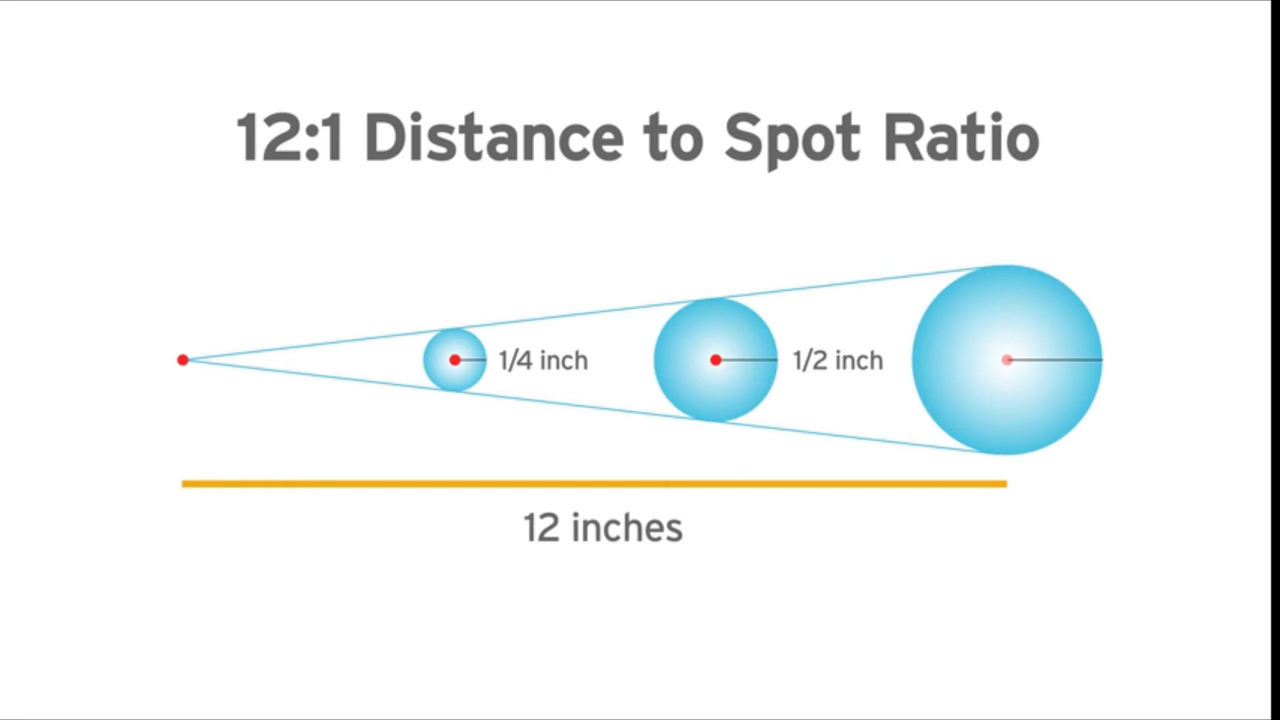 12:1 Distance to Spot Ratio
1/4 inch
1/2 inch
12 inches